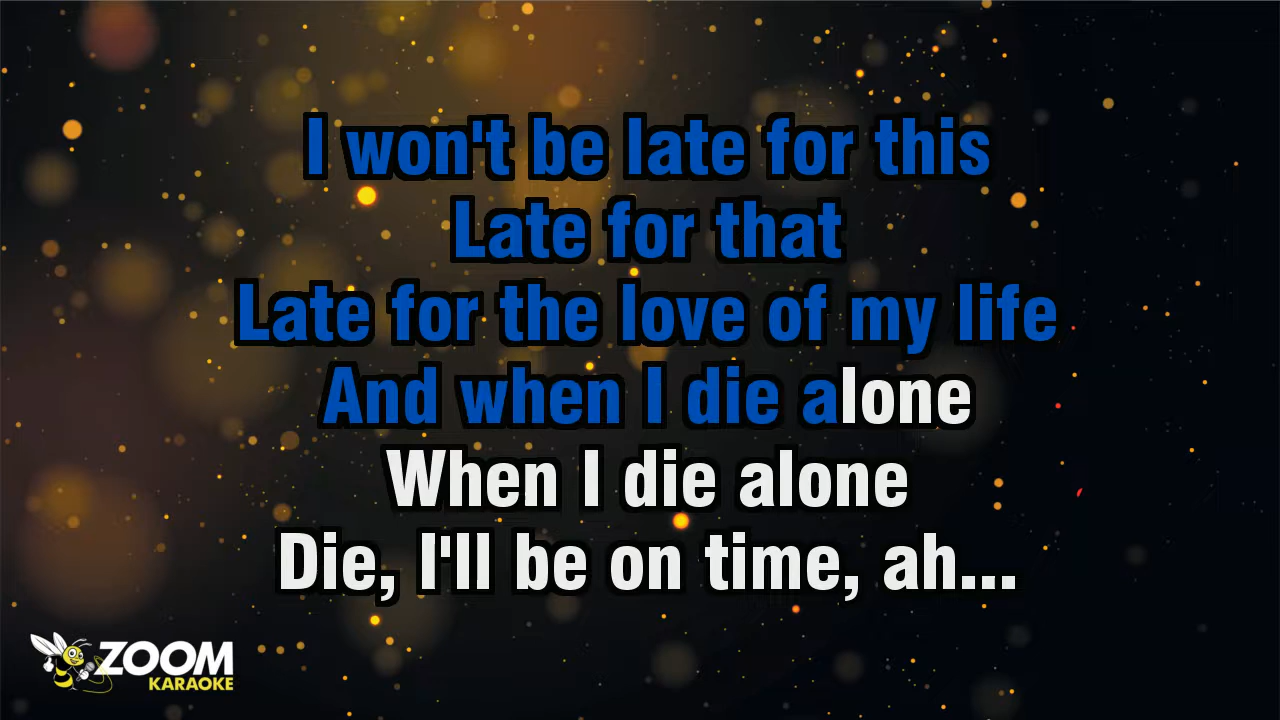 I won't be late for this
Late for that
Late for the love of my life
And when I die alone
When I die alone
Die, I'll be on time, ah...
ZOOM
KARAOKE